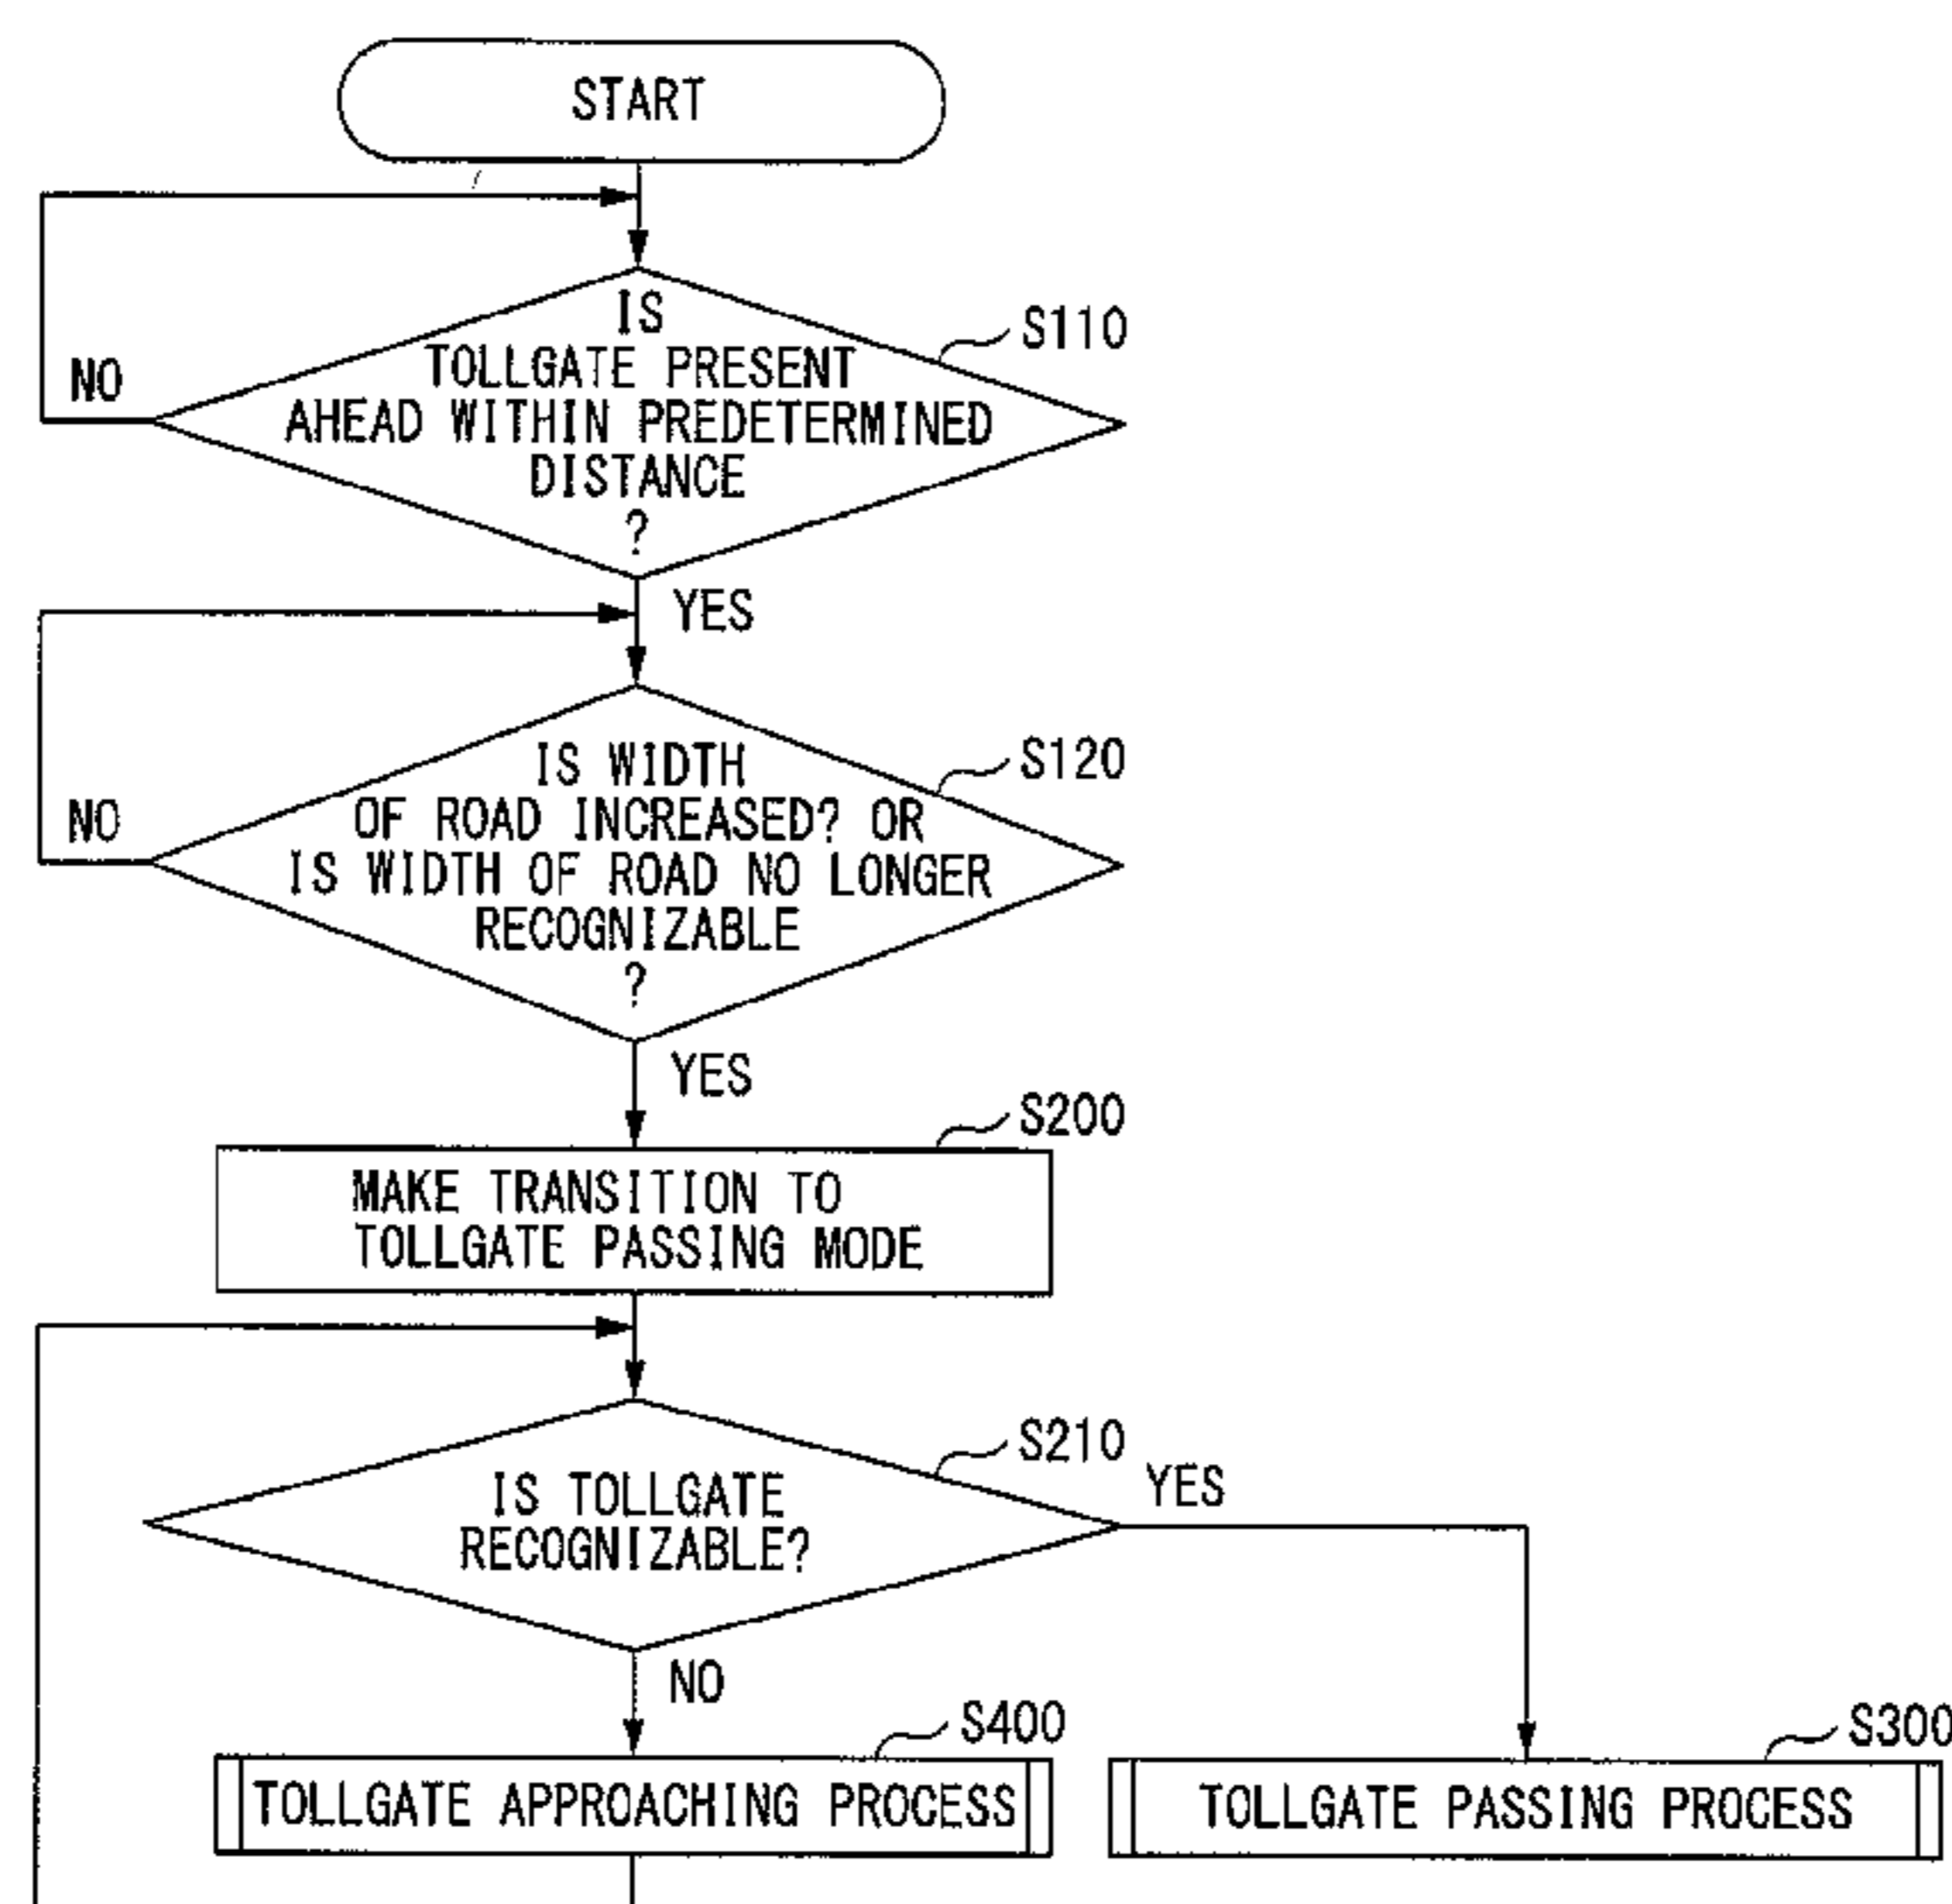 START
IS
TOLLGATE PRESENT
AHEAD WITHIN PREDETERMINED
DISTANCE
?
S110
NO
YES
IS WIDTH
OF ROAD INCREASED? OR
IS WIDTH OF ROAD NO LONGER
RECOGNIZABLE
?
S120
NO
YES
S200
MAKE TRANSITION TO
TOLLGATE PASSING MODE
S210
IS TOLLGATE
RECOGNIZABLE?
YES
NO
S400
TOLLGATE APPROACHING PROCESS
S300
TOLLGATE PASSING PROCESS